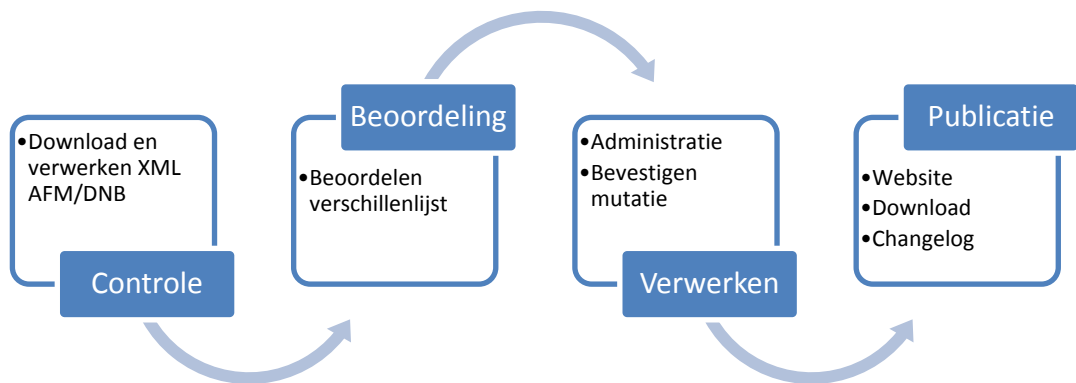 •Download en
verwerken XML
AFM/DNB
Controle
Beoordeling
•Beoordelen
verschillenlijst
•Administratie
•Bevestigen
mutatie
Verwerken
Publicatie
•Website
•Download
•Changelog